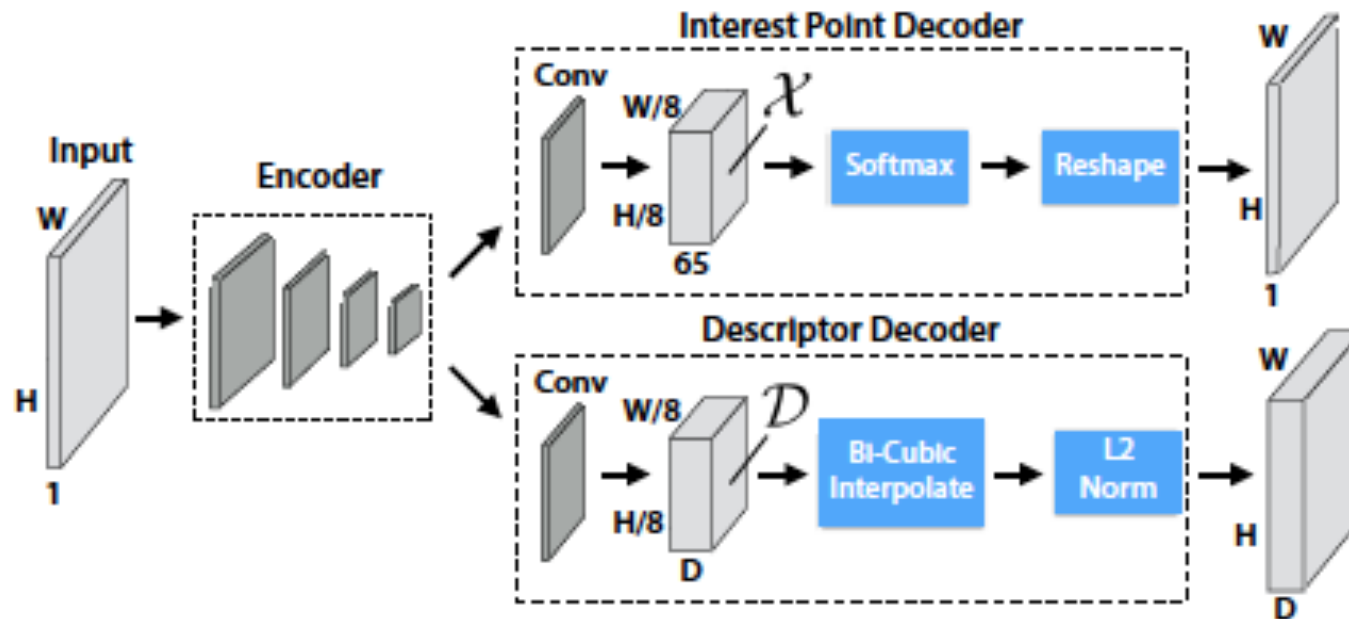 Input
W
H
1
Encoder
Interest Point Decoder
Conv
W/8
H/8
65
𝒳
Softmax
Reshape
W
H
1
Descriptor Decoder
Conv
W/8
H/8
D
𝒟
Bi-Cubic
Interpolate
L2
Norm
W
H
D